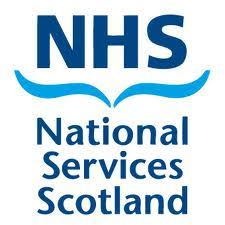 NHS
National
Services
Scotland